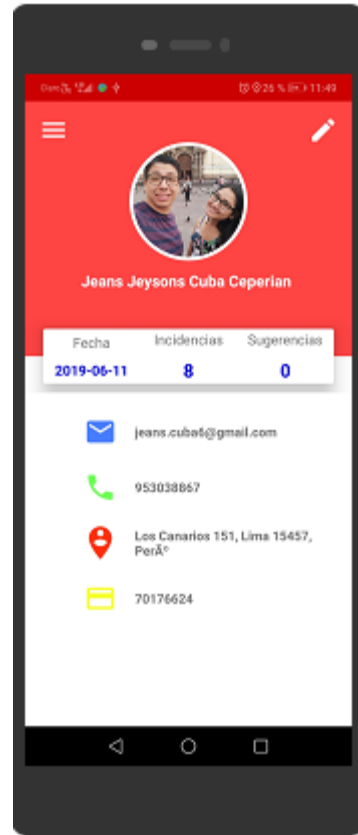 26 % 11:49
Jeans Jeysons Cuba Ceperian
Fecha Incidencias Sugerencias
2019-06-11 8 0
jeans.cuba6@gmail.com
953038867
Los Canarios 151, Lima 15457,
PerÃº
70176624